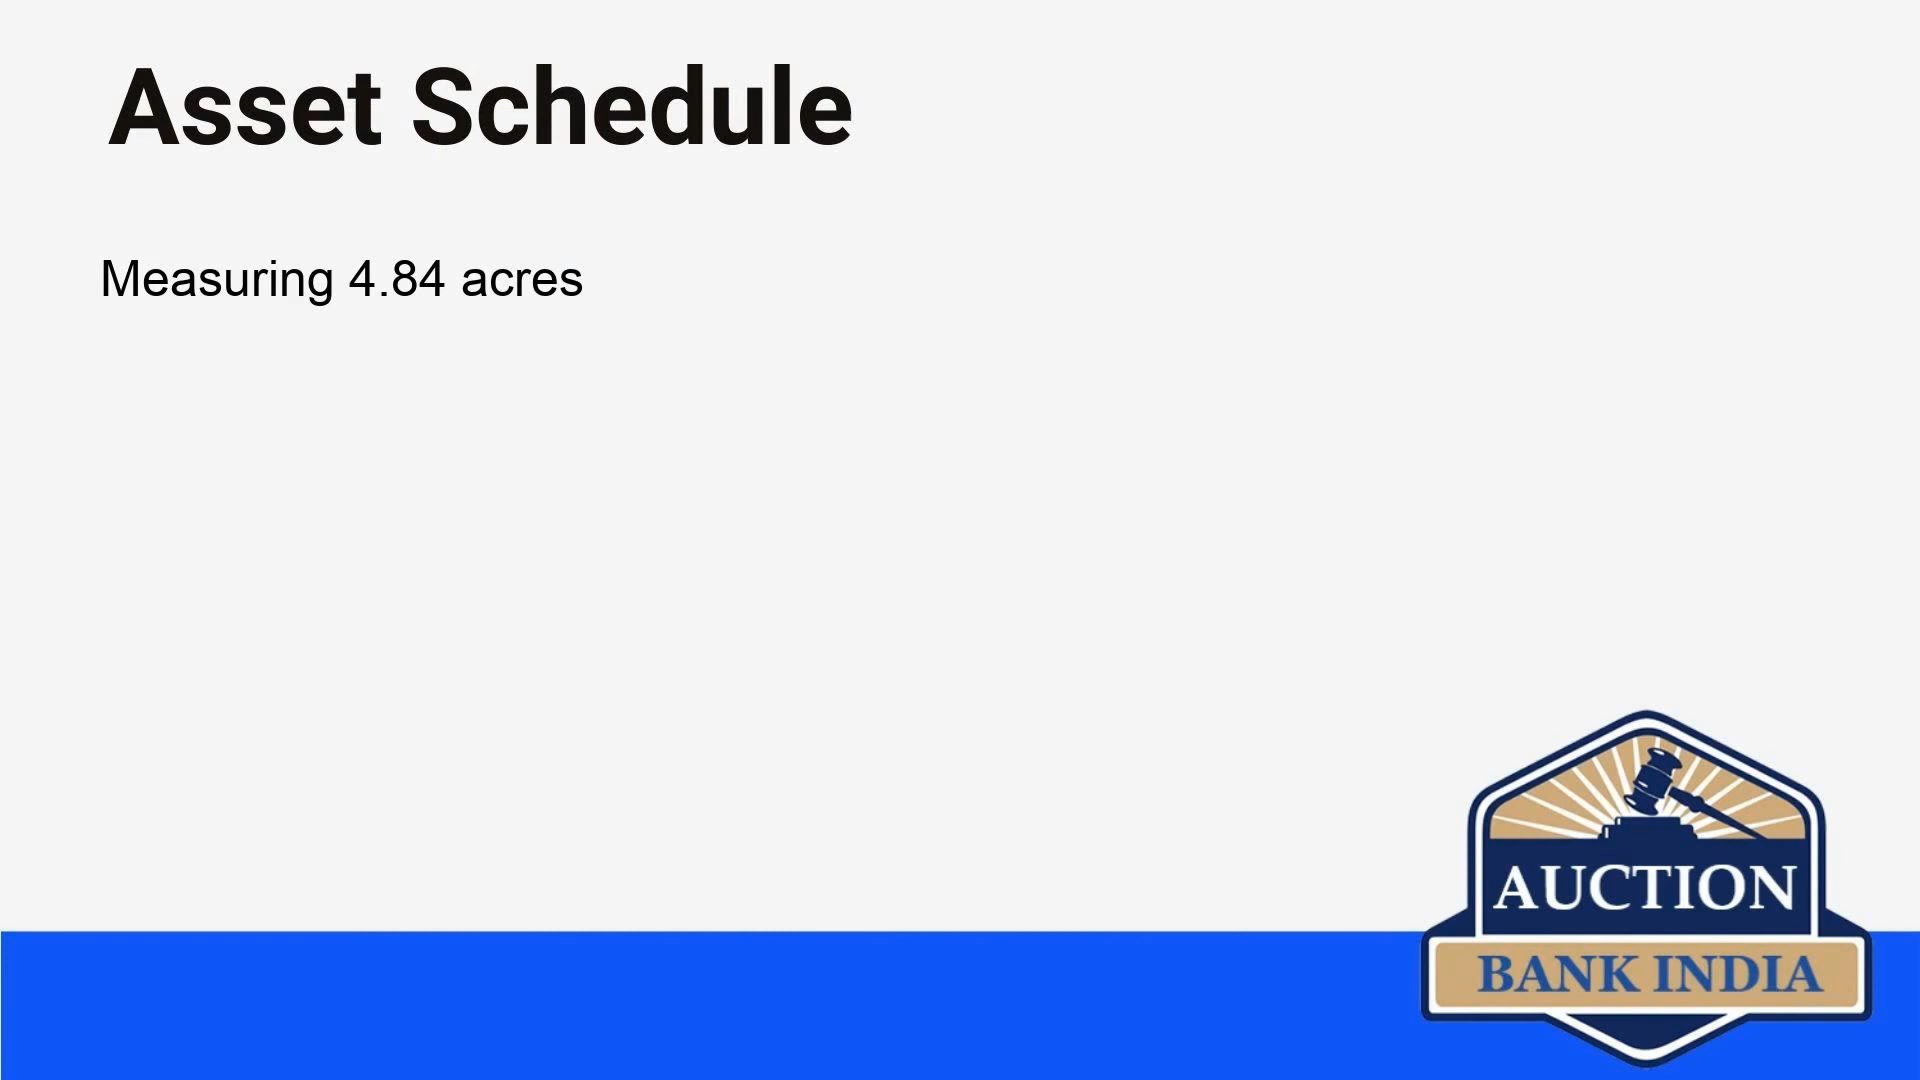 Asset Schedule
Measuring 4.84 acres
AUCTION
BANK INDIA